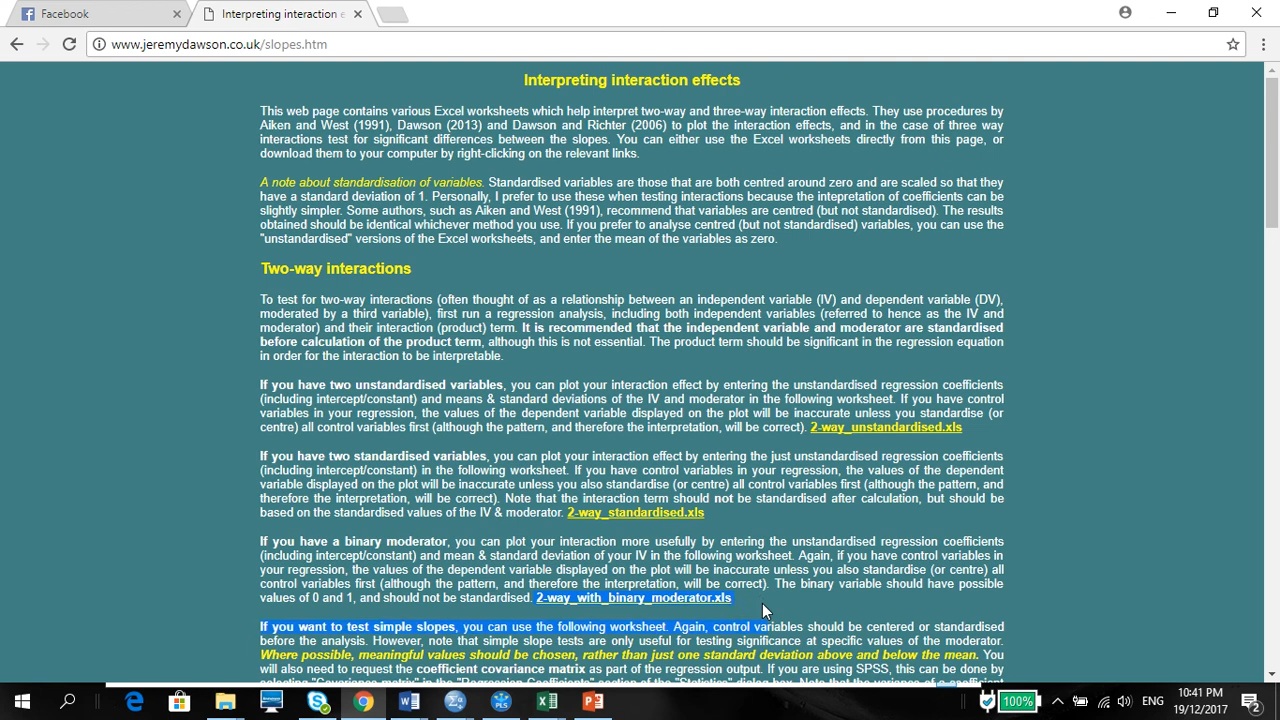 Facebook
Interpreting interaction e
www.jeremydawson.co.uk/slopes.htm
Interpreting interaction effects
This web page contains various Excel worksheets which help interpret two-way and three-way interaction effects. They use procedures by
Aiken and West (1991), Dawson (2013) and Dawson and Richter (2006) to plot the interaction effects, and in the case of three way
interactions test for significant differences between the slopes. You can either use the Excel worksheets directly from this page, or
download them to your computer by right-clicking on the relevant links.
A note about standardisation of variables. Standardised variables are those that are both centred around zero and are scaled so that they
have a standard deviation of 1. Personally, I prefer to use these when testing interactions because the intepretation of coefficients can be
slightly simpler. Some authors, such as Aiken and West (1991), recommend that variables are centred (but not standardised). The results
obtained should be identical whichever method you use. If you prefer to analyse centred (but not standardised) variables, you can use the
"unstandardised" versions of the Excel worksheets, and enter the mean of the variables as zero.
Two-way interactions
To test for two-way interactions (often thought of as a relationship between an independent variable (IV) and dependent variable (DV),
moderated by a third variable), first run a regression analysis, including both independent variables (referred to hence as the IV and
moderator) and their interaction (product) term. It is recommended that the independent variable and moderator are standardised
before calculation of the product term, although this is not essential. The product term should be significant in the regression equation
in order for the interaction to be interpretable.
If you have two unstandardised variables, you can plot your interaction effect by entering the unstandardised regression coefficients
(including intercept/constant) and means & standard deviations of the IV and moderator in the following worksheet. If you have control
variables in your regression, the values of the dependent variable displayed on the plot will be inaccurate unless you standardise (or
centre) all control variables first (although the pattern, and therefore the interpretation, will be correct). 2-way_unstandardised.xls
If you have two standardised variables, you can plot your interaction effect by entering the just unstandardised regression coefficients
(including intercept/constant) in the following worksheet. If you have control variables in your regression, the values of the dependent
variable displayed on the plot will be inaccurate unless you also standardise (or centre) all control variables first (although the pattern, and
therefore the interpretation, will be correct). Note that the interaction term should not be standardised after calculation, but should be
based on the standardised values of the IV & moderator. 2-way_standardised.xls
If you have a binary moderator, you can plot your interaction more usefully by entering the unstandardised regression coefficients
(including intercept/constant) and mean & standard deviation of your IV in the following worksheet. Again, if you have control variables in
your regression, the values of the dependent variable displayed on the plot will be inaccurate unless you also standardise (or centre) all
control variables first (although the pattern, and therefore the interpretation, will be correct). The binary variable should have possible
values of 0 and 1, and should not be standardised. 2-way_with_binary_moderator.xls
If you want to test simple slopes, you can use the following worksheet. Again, control variables should be centered or standardised
before the analysis. However, note that simple slope tests are only useful for testing significance at specific values of the moderator.
Where possible, meaningful values should be chosen, rather than just one standard deviation above and below the mean. You
will also need to request the coefficient covariance matrix as part of the regression output. If you are using SPSS, this can be done by
selecting "Covariance matrix" in the "Regression Coefficients" section of the "Statistics" dialog box. Note that the variance of a coefficient
100%
ENG
10:41 PM
19/12/2017
2